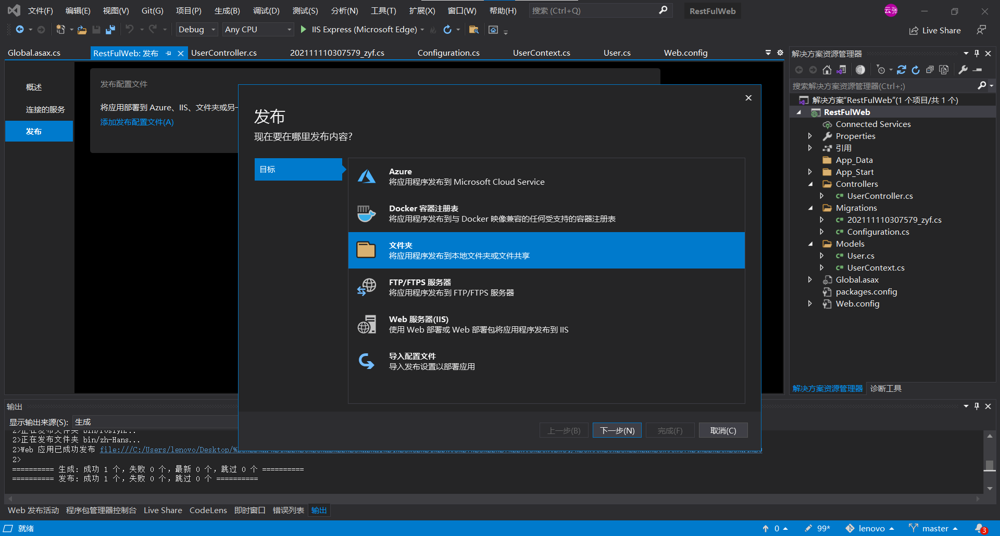 文件(F) 编辑(E) 视图(V) Git(G) 项目(P) 生成(B) 调试(D) 测试(S) 分析(N) 工具(T) 扩展(X) 窗口(W) 帮助(H) 搜索 (Ctrl+Q) RestFulWeb 云张
Debug Any CPU IIS Express (Microsoft Edge) Live Share
Global.asax.cs RestFulWeb: 发布 UserController.cs 202111110307579_zyf.cs Configuration.cs UserContext.cs User.cs Web.config
概述
连接的服务
发布
发布配置文件
将应用部署到 Azure、IIS、文件夹或另一
添加发布配置文件(A)
发布
现在要在哪里发布内容?
目标
Azure
将应用程序发布到 Microsoft Cloud Service
Docker 容器注册表
将应用程序发布到与 Docker 映像兼容的任何受支持的容器注册表
文件夹
将应用程序发布到本地文件夹或文件共享
FTP/FTPS 服务器
将应用程序发布到 FTP/FTPS 服务器
Web 服务器(IIS)
使用 Web 部署或 Web 部署包将应用程序发布到 IIS
导入配置文件
导入发布设置以部署应用
上一步(B) 下一步(N) 完成(F) 取消(C)
解决方案资源管理器
搜索解决方案资源管理器(Ctrl+;)
解决方案"RestFulWeb"(1 个项目/共 1 个)
RestFulWeb
Connected Services
Properties
引用
App_Data
App_Start
Controllers
UserController.cs
Migrations
202111110307579_zyf.cs
Configuration.cs
Models
User.cs
UserContext.cs
Global.asax
packages.config
Web.config
解决方案资源管理器 诊断工具
输出
显示输出来源(S): 生成
2>正在发布文件夹 bin/roslyn...
2>正在发布文件夹 bin/zh-Hans...
2>Web 应用已成功发布 file:///C:/Users/lenovo/Desktop/
2>
========== 生成: 成功 1 个，失败 0 个，最新 0 个，跳过 0 个 ==========
========== 发布: 成功 1 个，失败 0 个，跳过 0 个 ==========
Web 发布活动 程序包管理器控制台 Live Share CodeLens 即时窗口 错误列表 输出
就绪 0 99* lenovo master 3